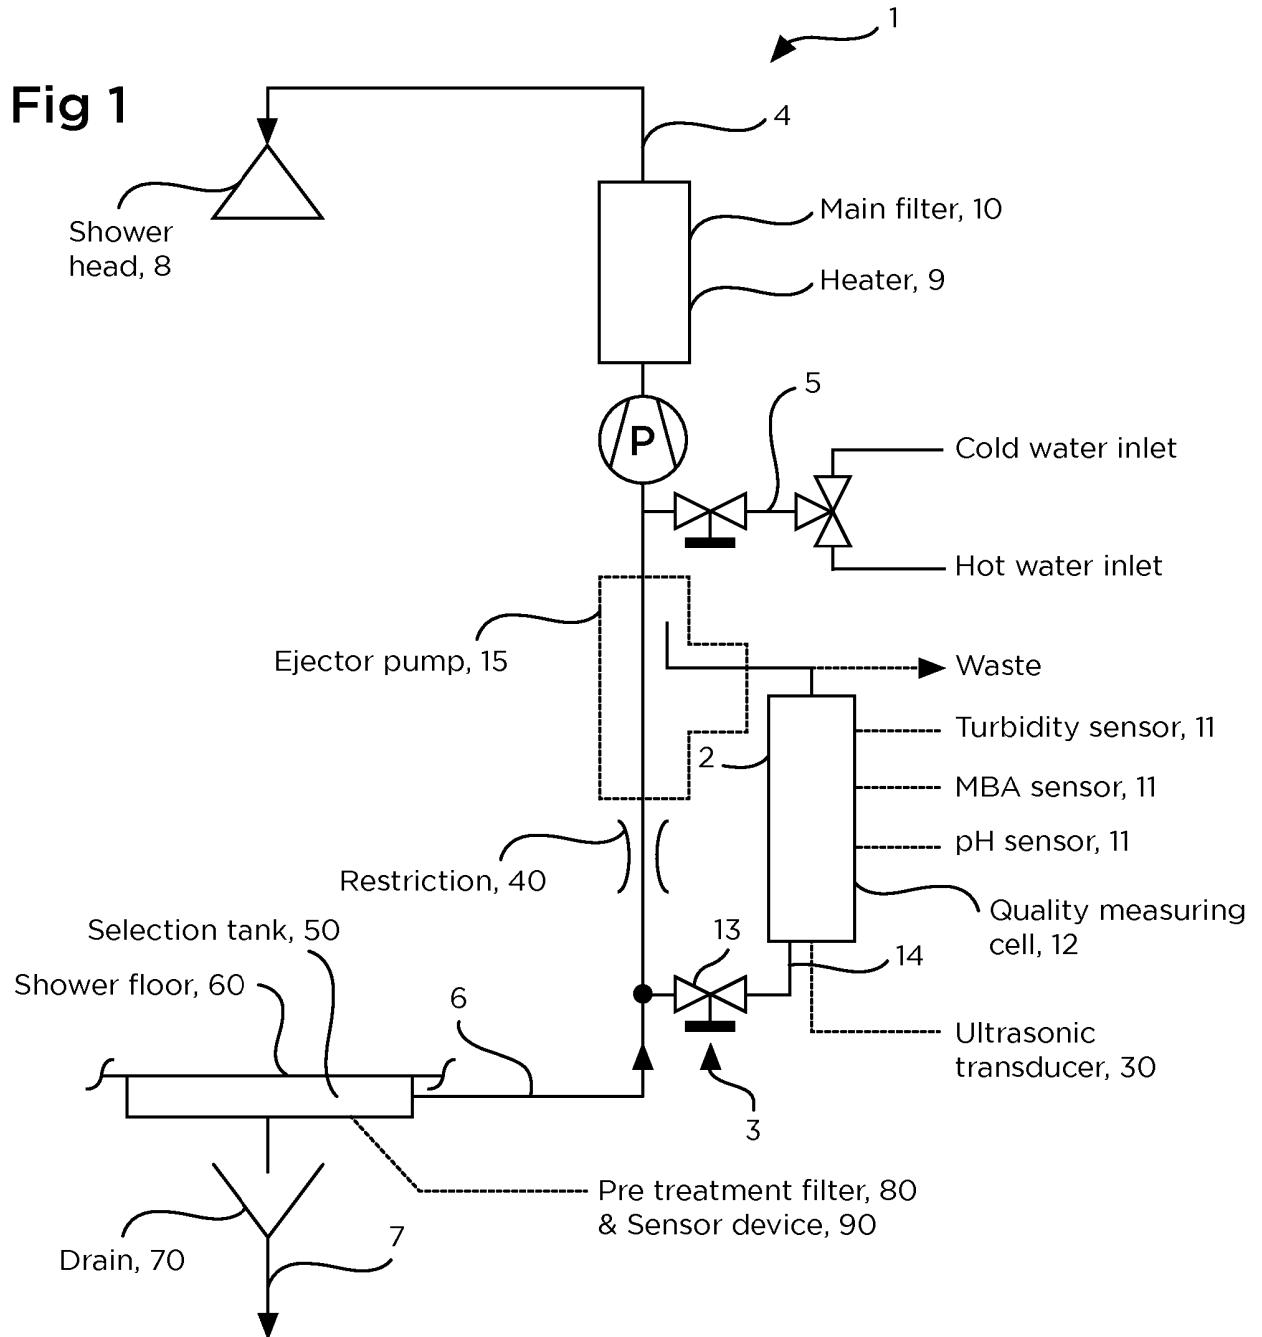 1
Fig 1
4
Main filter, 10
Shower
head, 8
Heater, 9
5
P
Cold water inlet
Hot water inlet
Ejector pump, 15
Waste
Turbidity sensor, 11
2
MBA sensor, 11
pH sensor, 11
Restriction, 40
Quality measuring
cell, 12
Selection tank, 50
13
14
Shower floor, 60
6
Ultrasonic
transducer, 30
3
Pre treatment filter, 80
& Sensor device, 90
7
Drain, 70